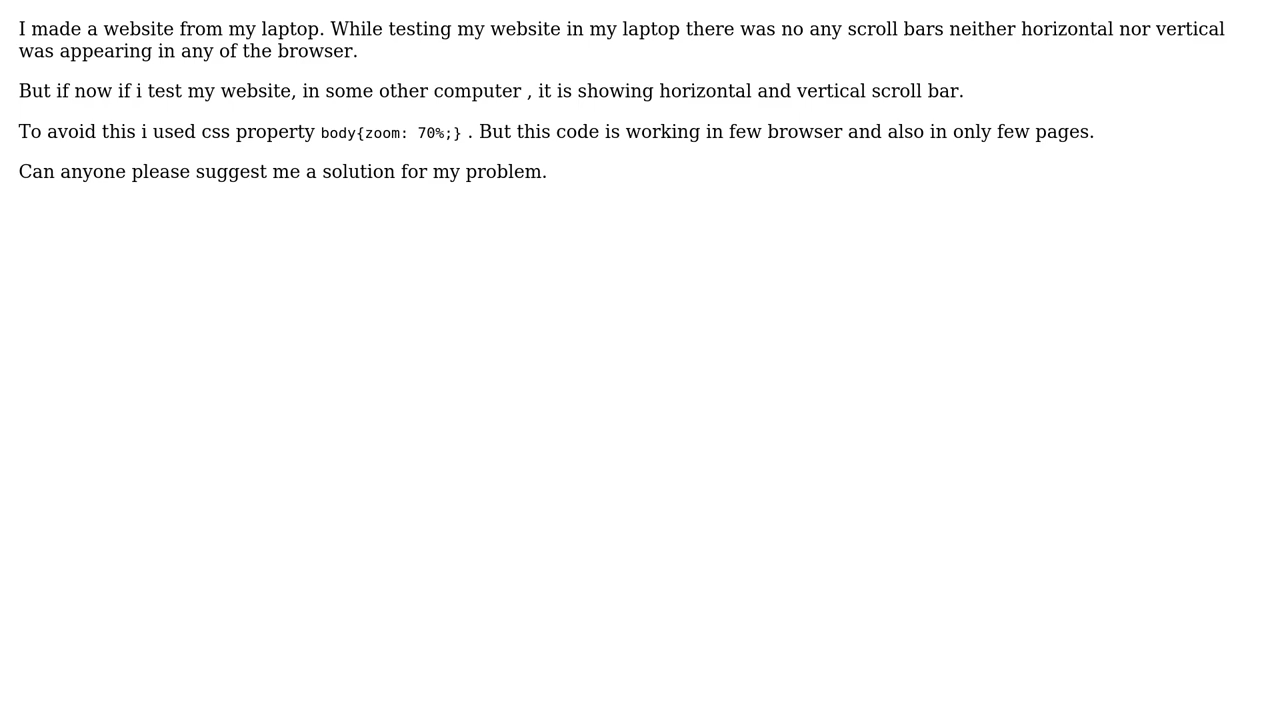 I made a website from my laptop. While testing my website in my laptop there was no any scroll bars neither horizontal nor vertical
was appearing in any of the browser.
But if now if i test my website, in some other computer , it is showing horizontal and vertical scroll bar.
To avoid this i used css property body{zoom: 70%;} . But this code is working in few browser and also in only few pages.
Can anyone please suggest me a solution for my problem.